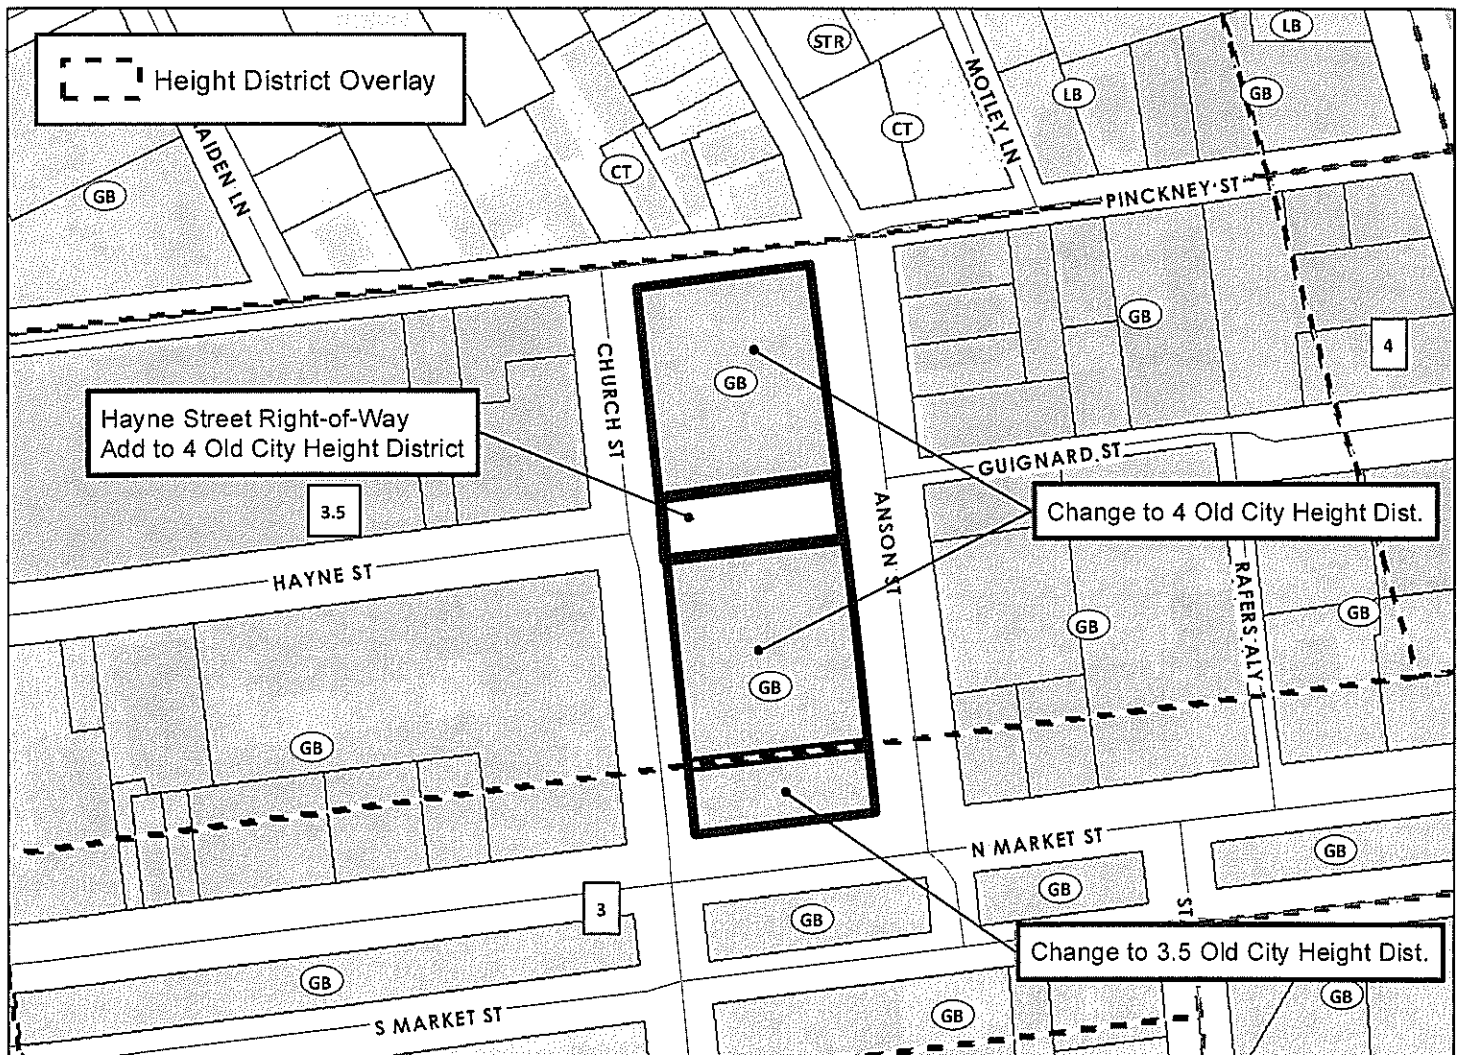 Height District Overlay
STR
LB
LB
GB
CT
MOTLEY LN
CT
AIDEN LN
GB
PINCKNEY ST
GB
4
GB
CHURCH ST
Hayne Street Right-of-Way
Add to 4 Old City Height District
GUIGNARD ST
3.5
ANSON ST
Change to 4 Old City Height Dist.
HAYNE ST
RAFERS ALY
GB
GB
GB
GB
N MARKET ST
GB
GB
3
GB
ST
Change to 3.5 Old City Height Dist.
GB
GB
GB
S MARKET ST